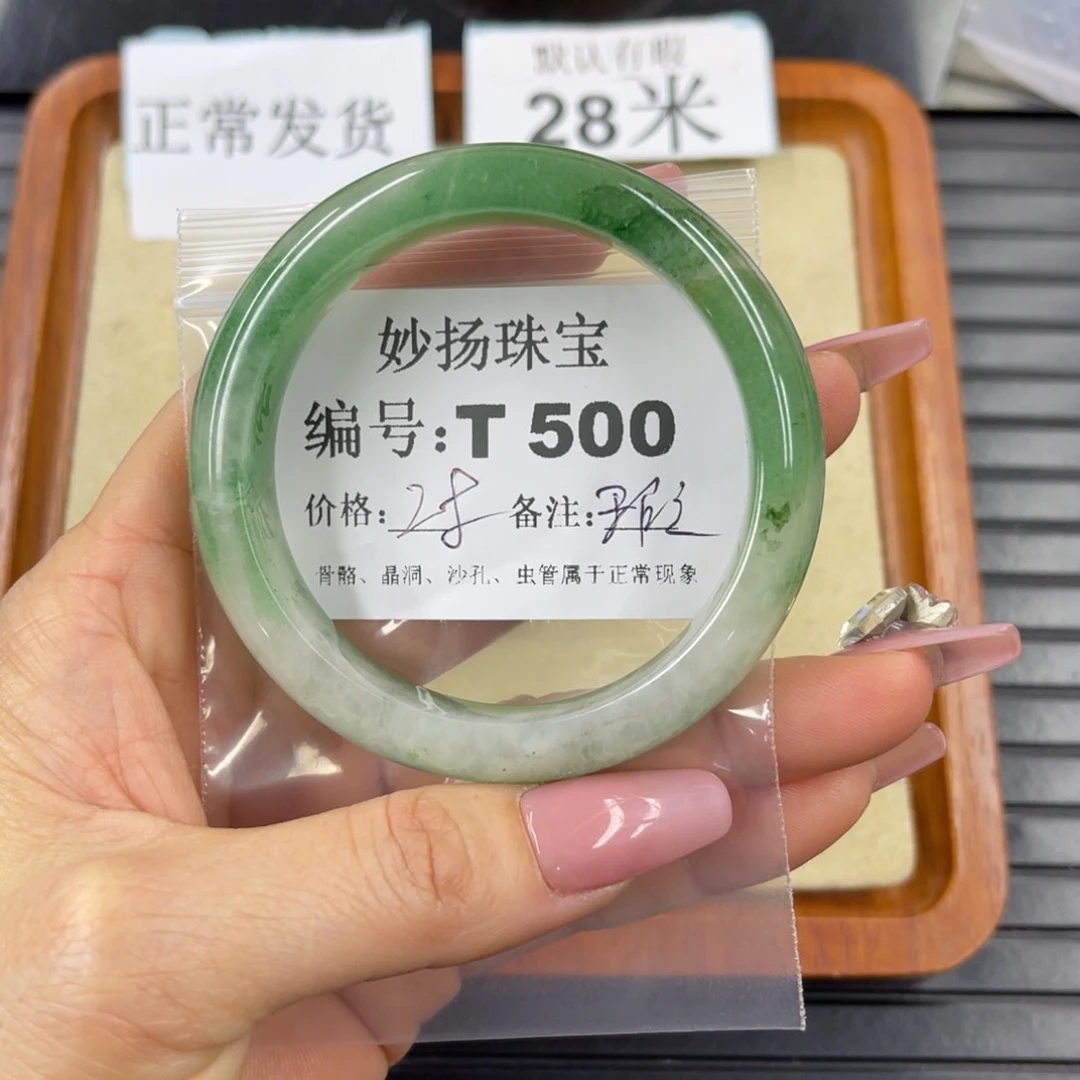 正常发货
默认有瑕
28米
妙扬珠宝
编号:T 500
价格: 备注:
骨骼、晶洞、沙孔、虫管属于正常现象